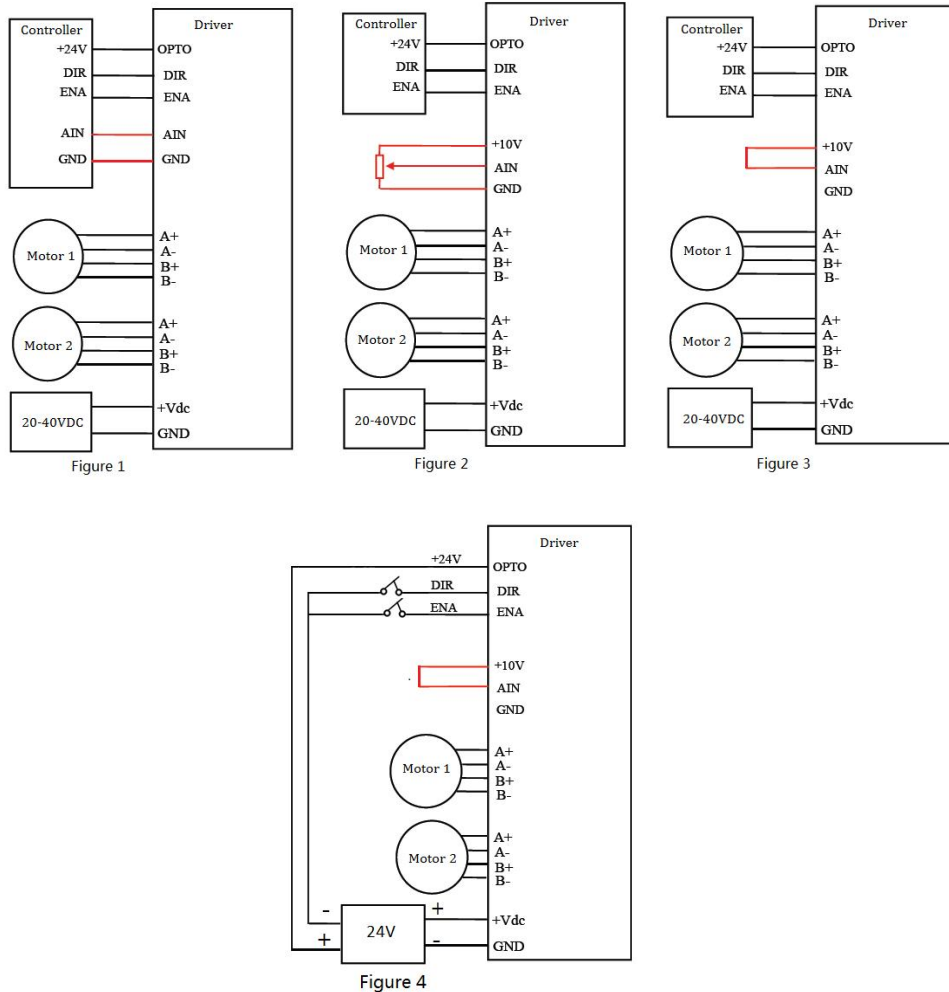 Controller
Driver
+24V
OPTO
DIR
DIR
ENA
ENA
AIN
AIN
GND
GND
Motor 1
A+
A-
B+
B-
Motor 2
A+
A-
B+
B-
20-40VDC
+Vdc
GND
Figure 1
Controller
Driver
+24V
OPTO
DIR
DIR
ENA
ENA
+10V
AIN
GND
Motor 1
A+
A-
B+
B-
Motor 2
A+
A-
B+
B-
20-40VDC
+Vdc
GND
Figure 2
Controller
Driver
+24V
OPTO
DIR
DIR
ENA
ENA
+10V
AIN
GND
Motor 1
A+
A-
B+
B-
Motor 2
A+
A-
B+
B-
20-40VDC
+Vdc
GND
Figure 3
Driver
+24V
OPTO
DIR
DIR
ENA
ENA
+10V
AIN
GND
Motor 1
A+
A-
B+
B-
Motor 2
A+
A-
B+
B-
-
+
24V
+
-
+Vdc
GND
Figure 4